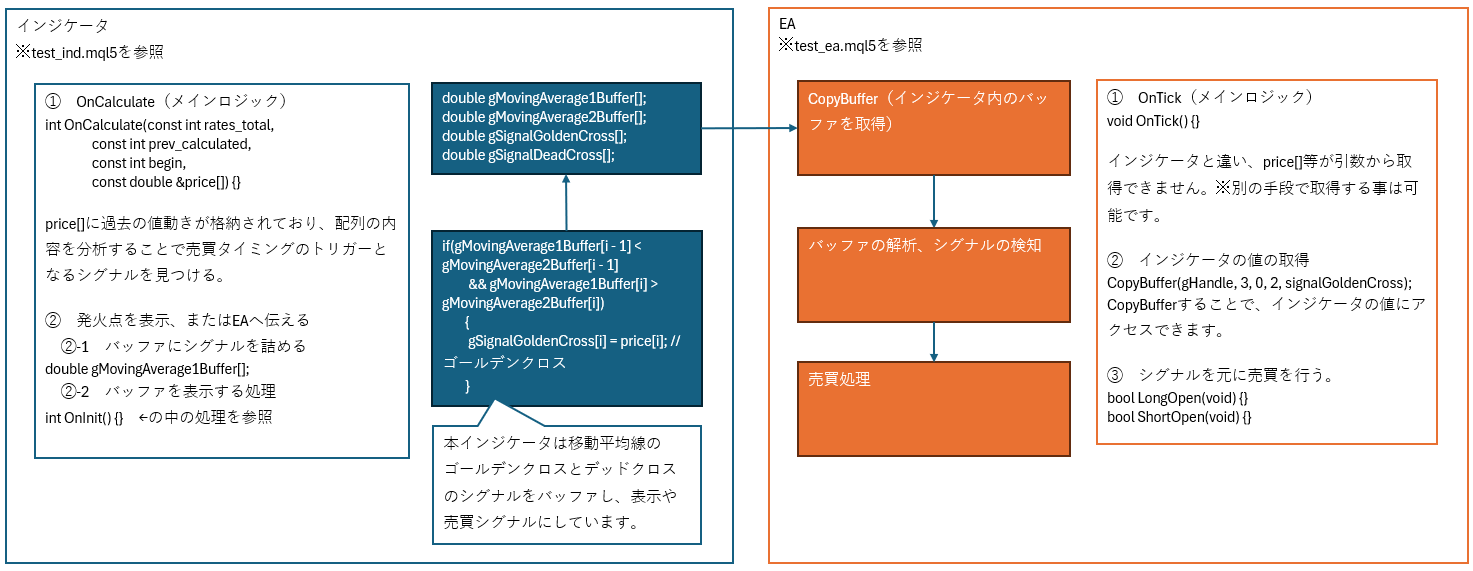 インジケータ
※test_ind.mql5を参照
①　OnCalculate（メインロジック）
int OnCalculate(const int rates_total,
const int prev_calculated,
const int begin,
const double &price[]) {}
price[]に過去の値動きが格納されており、配列の内
容を分析することで売買タイミングのトリガーと
なるシグナルを見つける。
②　発火点を表示、またはEAへ伝える
②-1　バッファにシグナルを詰める
double gMovingAverage1Buffer[];
②-2　バッファを表示する処理
int OnInit() {}　←の中の処理を参照
double gMovingAverage1Buffer[];
double gMovingAverage2Buffer[];
double gSignalGoldenCross[];
double gSignalDeadCross[];
if(gMovingAverage1Buffer[i - 1] <
gMovingAverage2Buffer[i - 1]
&& gMovingAverage1Buffer[i] >
gMovingAverage2Buffer[i])
{
gSignalGoldenCross[i] = price[i]; //
ゴールデンクロス
}
本インジケータは移動平均線の
ゴールデンクロスとデッドクロス
のシグナルをバッファし、表示や
売買シグナルにしています。
EA
※test_ea.mql5を参照
CopyBuffer（インジケータ内のバッ
ファを取得）
バッファの解析、シグナルの検知
売買処理
①　OnTick（メインロジック）
void OnTick() {}
インジケータと違い、price[]等が引数から取
得できません。※別の手段で取得する事は可
能です。
②　インジケータの値の取得
CopyBuffer(gHandle, 3, 0, 2, signalGoldenCross);
CopyBufferすることで、インジケータの値にア
クセスできます。
③　シグナルを元に売買を行う。
bool LongOpen(void) {}
bool ShortOpen(void) {}